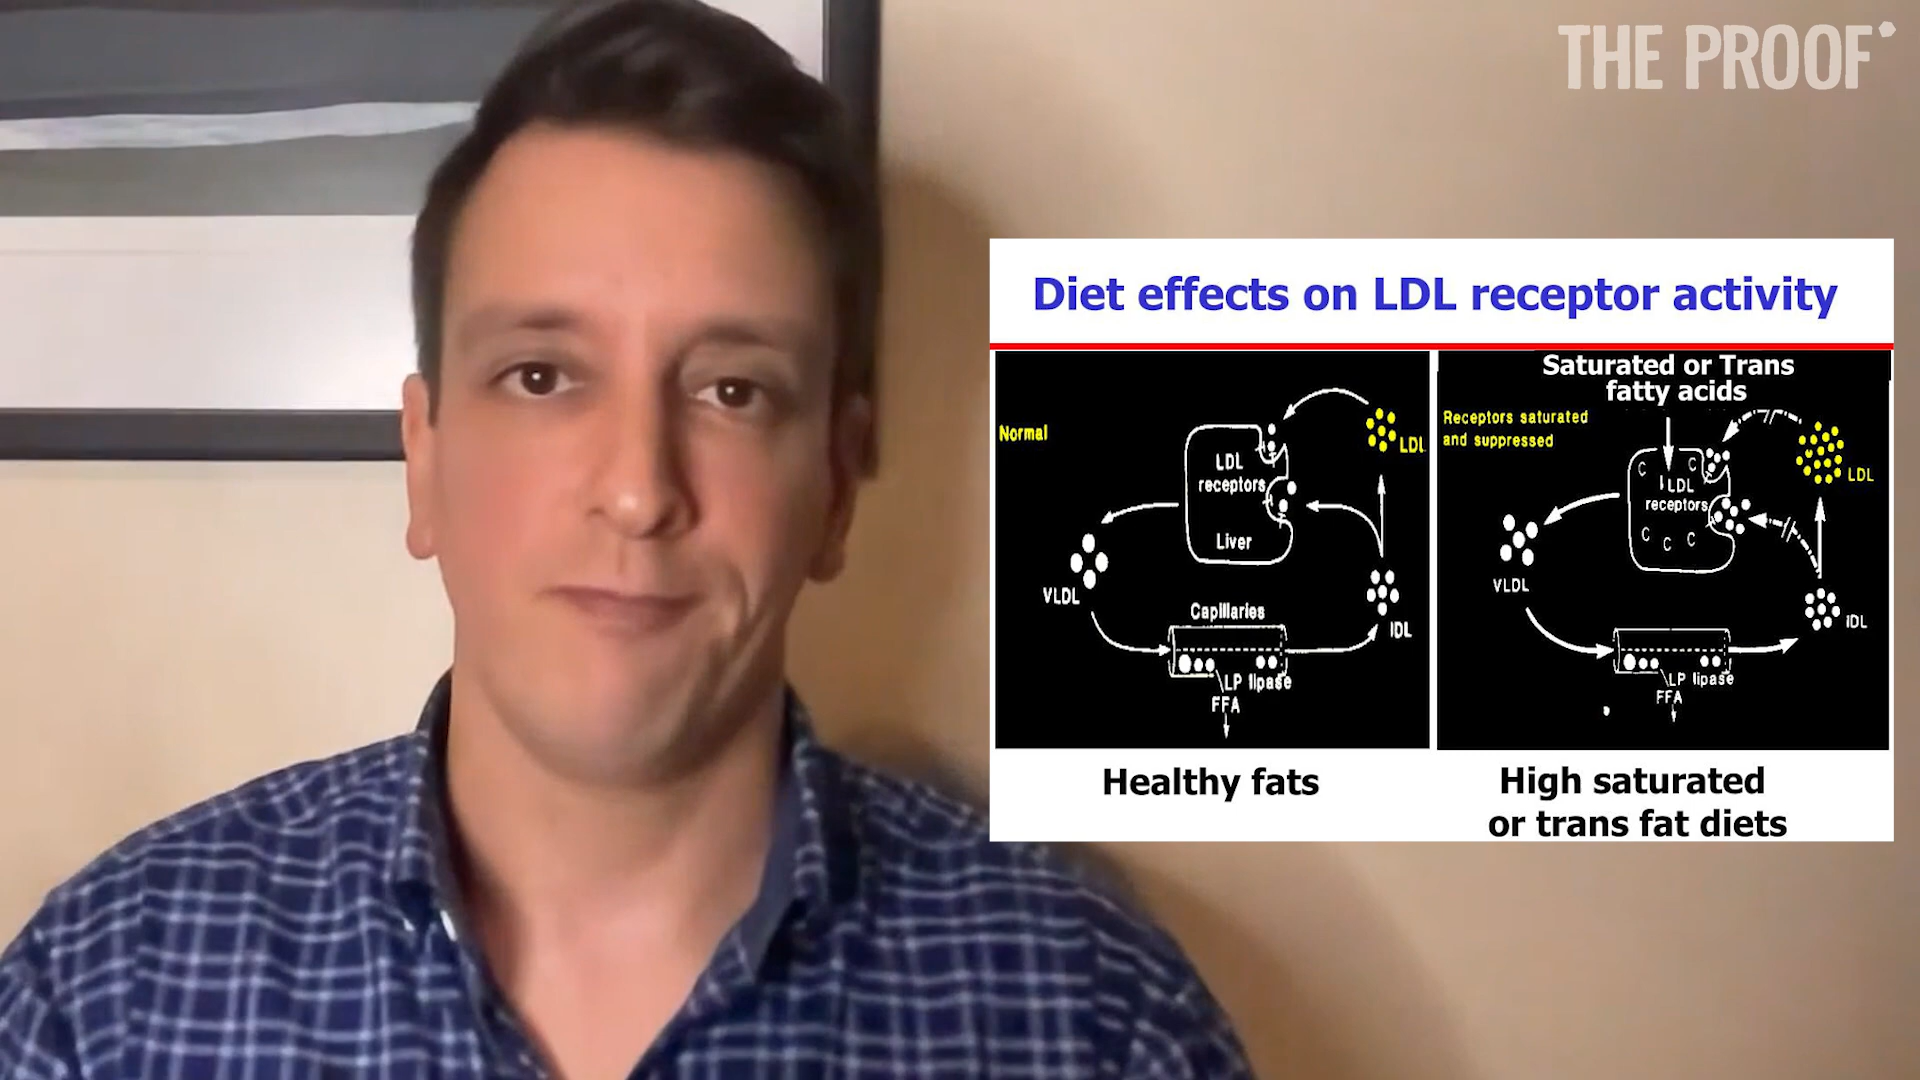 THE PROOF
Diet effects on LDL receptor activity
Normal
LDL
receptors
Liver
LDL
VLDL
Capillaries
IDL
LP lipase
FFA
Healthy fats
Saturated or Trans
fatty acids
Receptors saturated
and suppressed
C
C
LDL
receptors
C
C
C
LDL
VLDL
IDL
LP lipase
FFA
High saturated
or trans fat diets